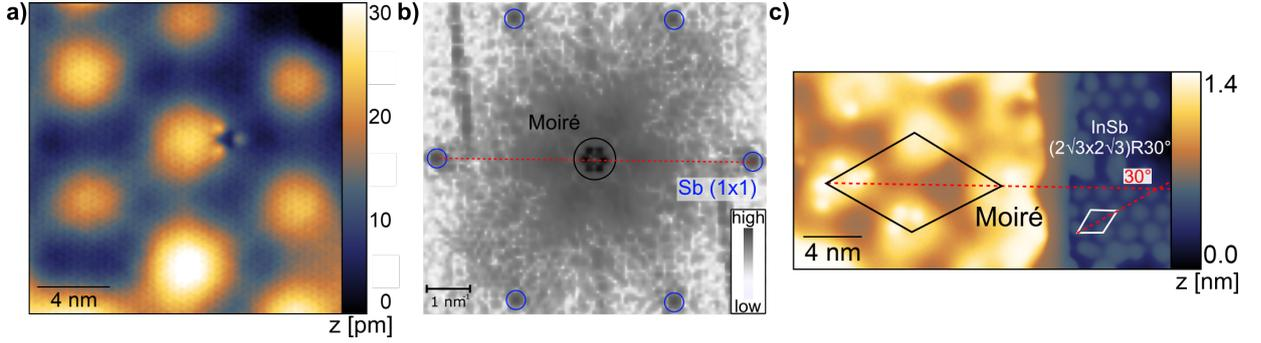 a)
30
20
10
0
4 nm
z [pm]
b)
Moiré
Sb (1x1)
high
low
1 nm⁻¹
c)
InSb
(2√3x2√3)R30°
30°
Moiré
4 nm
1.4
0.0
z [nm]